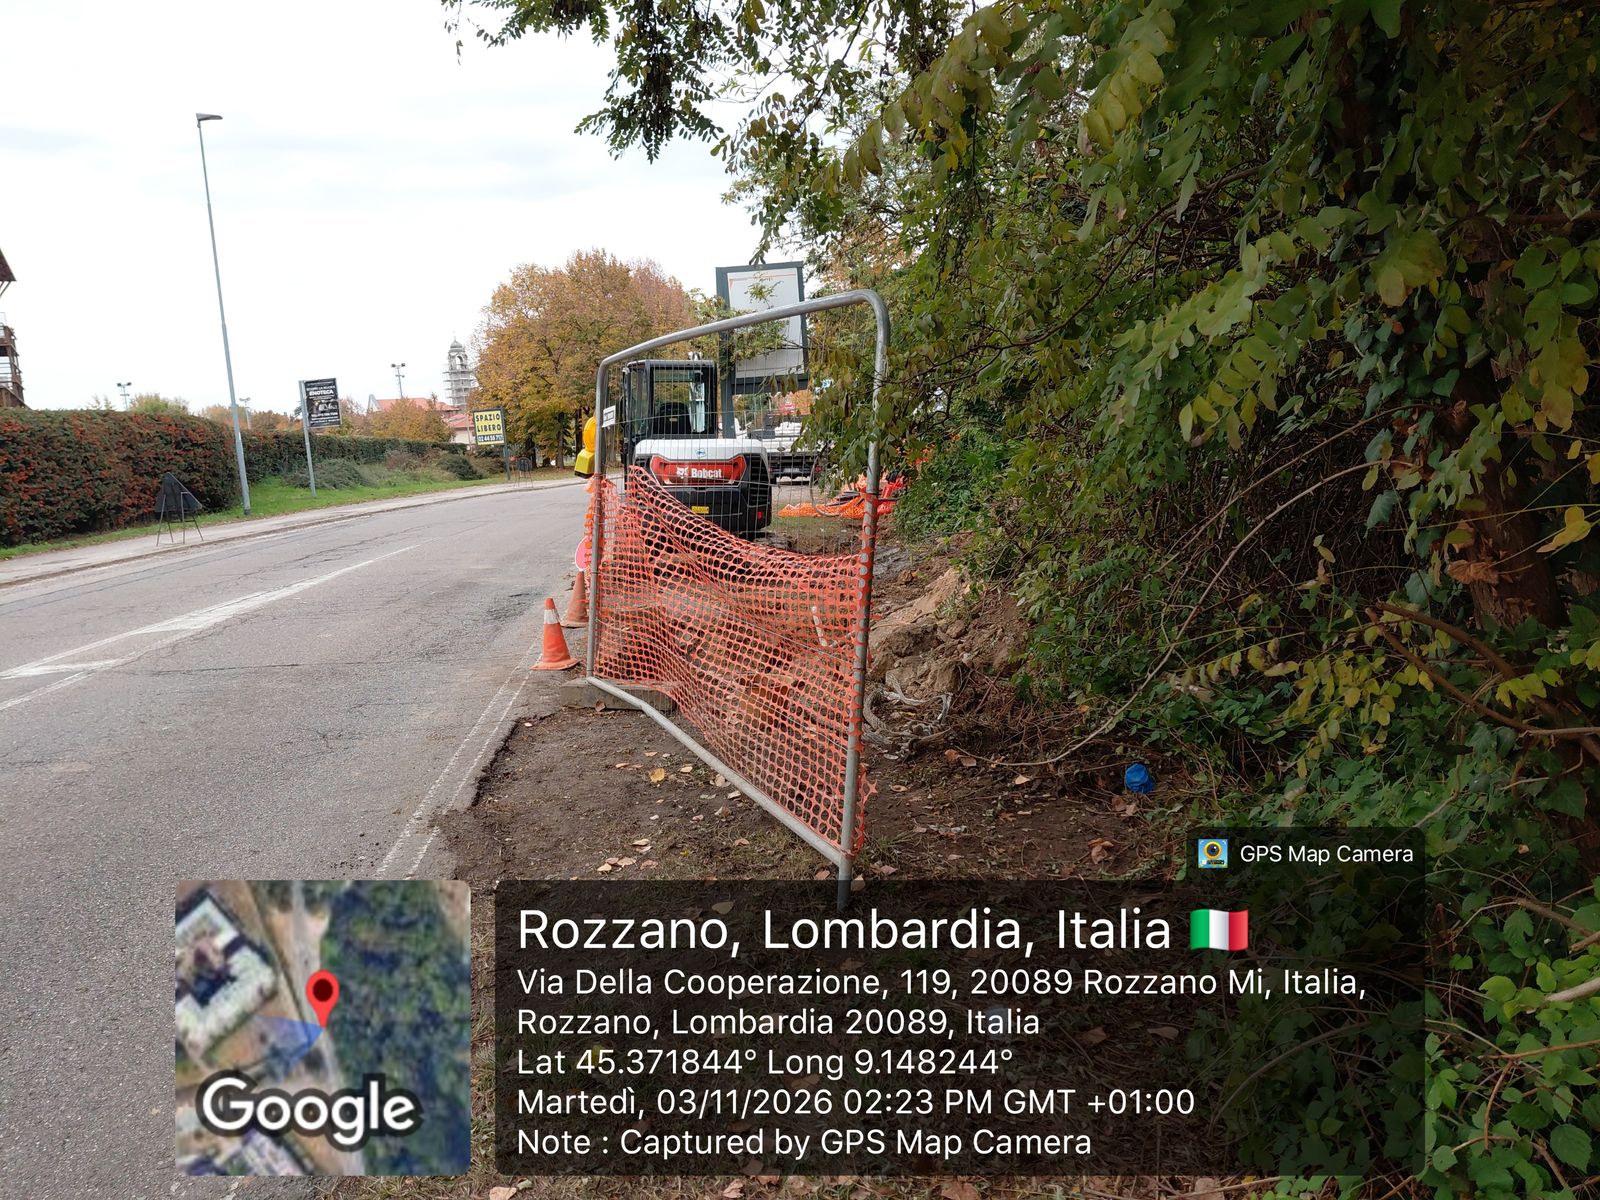 ENOTECA
SPAZIO
LIBERO
Bobcat
GPS Map Camera
Rozzano, Lombardia, Italia 🇮🇹
Via Della Cooperazione, 119, 20089 Rozzano Mi, Italia,
Rozzano, Lombardia 20089, Italia
Lat 45.371844° Long 9.148244°
Martedì, 03/11/2026 02:23 PM GMT +01:00
Note : Captured by GPS Map Camera
Google